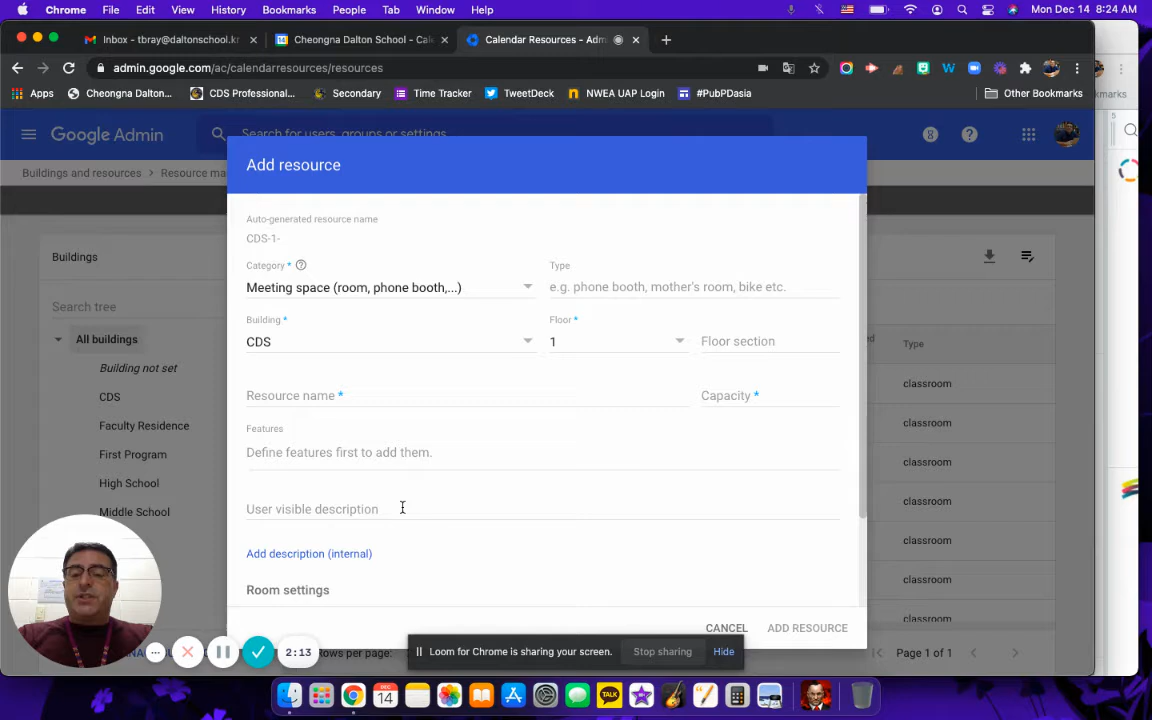 Chrome File Edit View History Bookmarks People Tab Window Help Mon Dec 14 8:24 AM
Inbox - tbray@daltonschool.kr
Cheongna Dalton School - Cale
Calendar Resources - Adm
admin.google.com/ac/calendarresources/resources
Apps Cheongna Dalton... CDS Professional... Secondary Time Tracker TweetDeck NWEA UAP Login #PubPDasia Other Bookmarks
Google Admin
Search for users, groups or settings
Buildings and resources > Resource ma
Add resource
Auto-generated resource name
CDS-1-
Category *
Type
Meeting space (room, phone booth,...)
e.g. phone booth, mother's room, bike etc.
Building *
Floor *
CDS
1
Floor section
Resource name *
Capacity *
Features
Define features first to add them.
User visible description
Add description (internal)
Room settings
CANCEL
ADD RESOURCE
Buildings
Search tree
All buildings
Building not set
CDS
Faculty Residence
First Program
High School
Middle School
Type
classroom
classroom
classroom
classroom
classroom
classroom
classroom
Rows per page:
Page 1 of 1
2:13
Loom for Chrome is sharing your screen.
Stop sharing
Hide
TALK
DEC
14